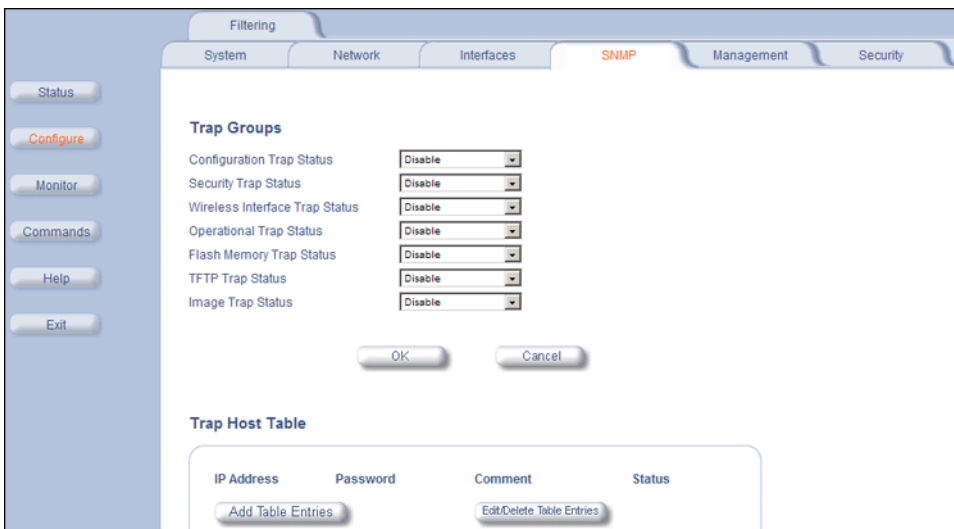 Filtering
System Network Interfaces SNMP Management Security
Status
Configure
Monitor
Commands
Help
Exit
Trap Groups
Configuration Trap Status Disable
Security Trap Status Disable
Wireless Interface Trap Status Disable
Operational Trap Status Disable
Flash Memory Trap Status Disable
TFTP Trap Status Disable
Image Trap Status Disable
OK Cancel
Trap Host Table
IP Address Password Comment Status
Add Table Entries Edit/Delete Table Entries